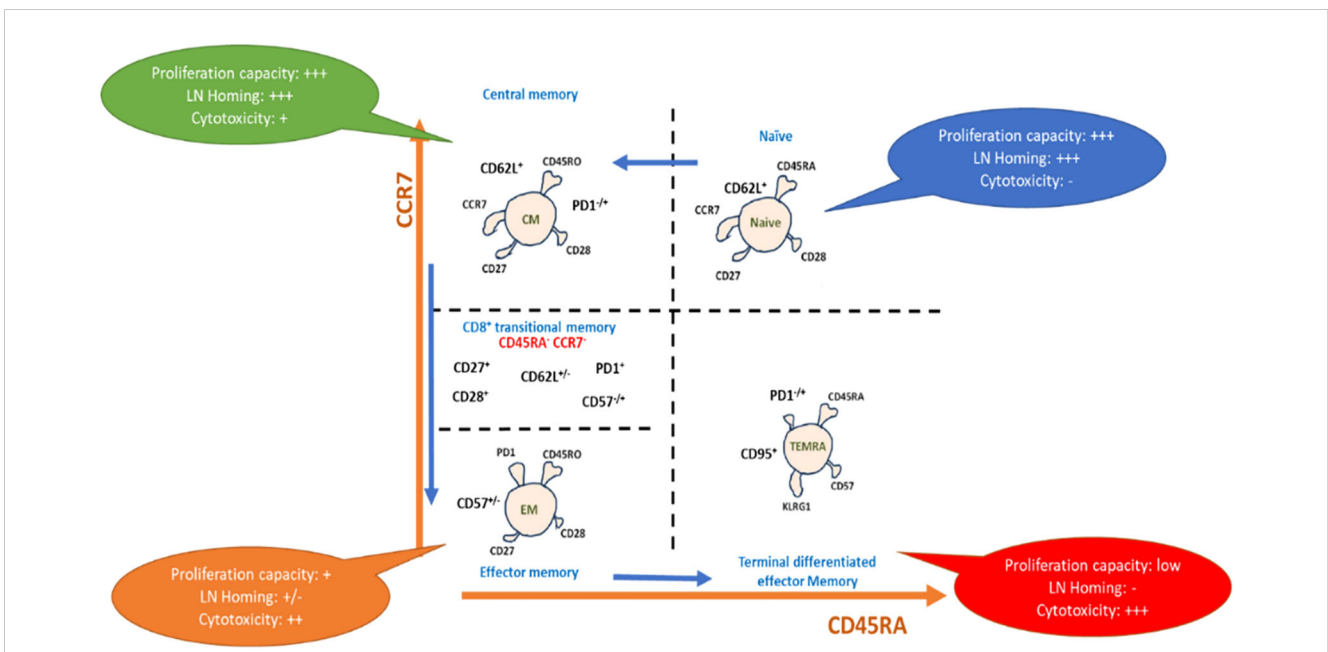 Proliferation capacity: +++
LN Homing: +++
Cytotoxicity: +
Central memory
Naïve
Proliferation capacity: +++
LN Homing: +++
Cytotoxicity: -
CCR7
CD62L⁺
CD45RO
CCR7
CM
PD1⁻/⁺
CD28
CD27
CD45RA
CD62L⁺
CCR7
Naive
CD28
CD27
CD8⁺ transitional memory
CD45RA⁻ CCR7⁻
CD27⁺
CD62L⁺/⁻
PD1⁺
CD28⁺
CD57⁻/⁺
PD1
CD45RO
CD57⁺/⁻
EM
CD28
CD27
PD1⁻/⁺
CD45RA
CD95⁺
TEMRA
CD57
KLRG1
Effector memory
Terminal differentiated
effector Memory
Proliferation capacity: +
LN Homing: +/-
Cytotoxicity: ++
Proliferation capacity: low
LN Homing: -
Cytotoxicity: +++
CD45RA